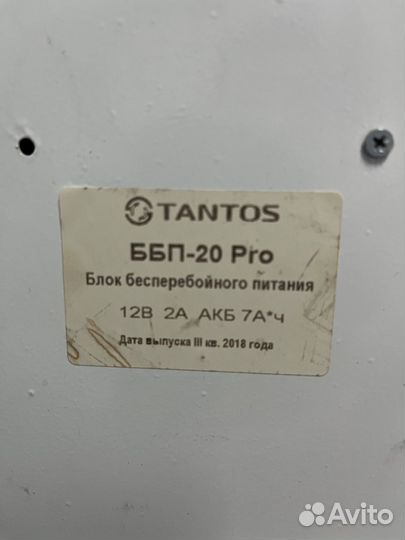 TANTOS
ББП-20 Pro
Блок бесперебойного питания
12В 2А АКБ 7А*ч
Дата выпуска III кв. 2018 года
Avito